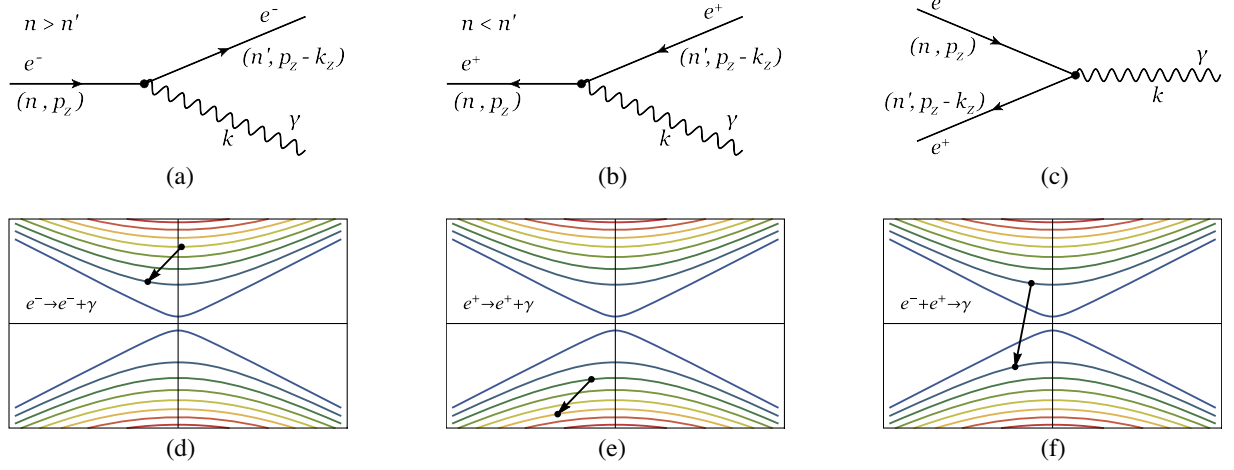 n > n′
e⁻
e⁻
(n′, p_z - k_z)
(n, p_z)
γ
k
(a)
n < n′
e⁺
e⁺
(n′, p_z - k_z)
(n, p_z)
γ
k
(b)
e
(n, p_z)
γ
(n′, p_z - k_z)
k
e⁺
(c)
e⁻→e⁻+γ
(d)
e⁺→e⁺+γ
(e)
e⁻+e⁺→γ
(f)